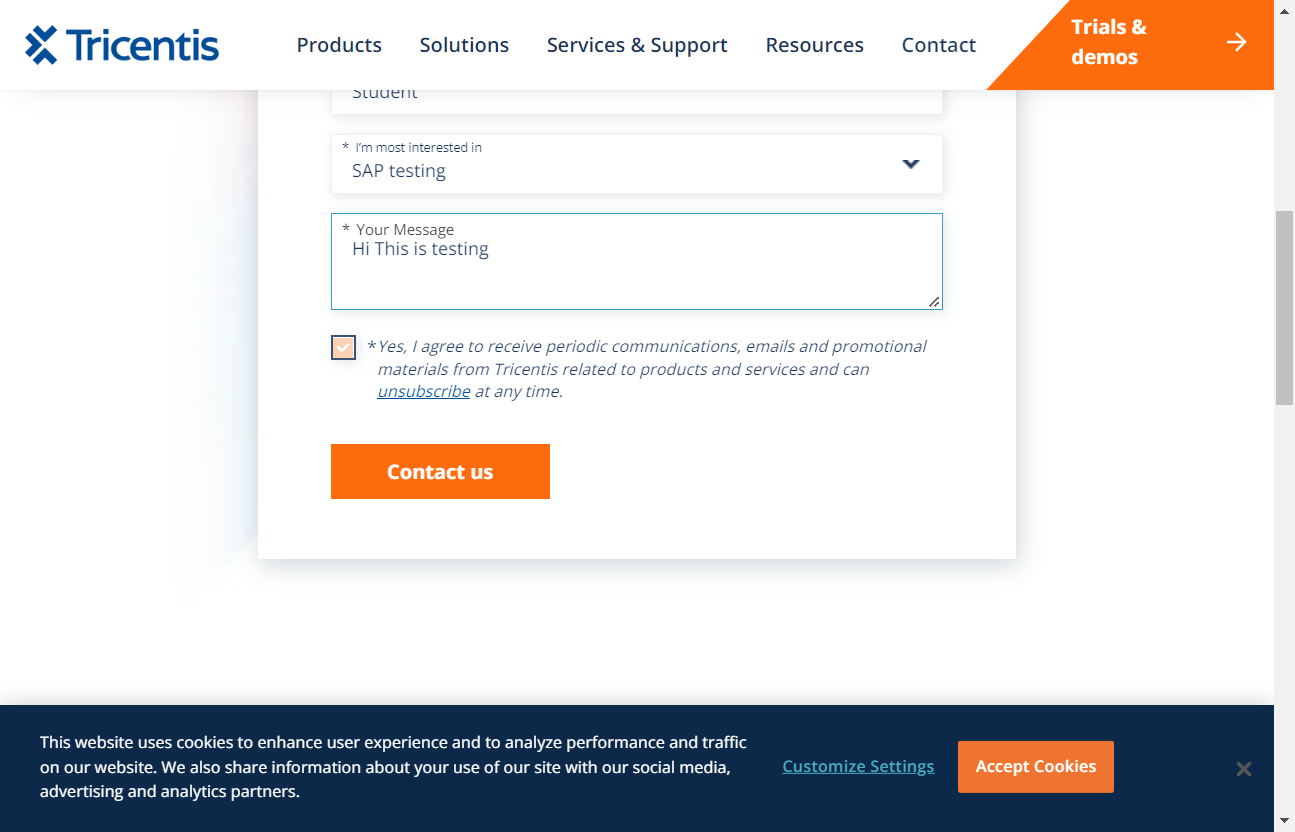 Tricentis
Products Solutions Services & Support Resources Contact
Trials &
demos
Student
* I'm most interested in
SAP testing
* Your Message
Hi This is testing
* Yes, I agree to receive periodic communications, emails and promotional
materials from Tricentis related to products and services and can
unsubscribe at any time.
Contact us
This website uses cookies to enhance user experience and to analyze performance and traffic
on our website. We also share information about your use of our site with our social media,
advertising and analytics partners.
Customize Settings
Accept Cookies